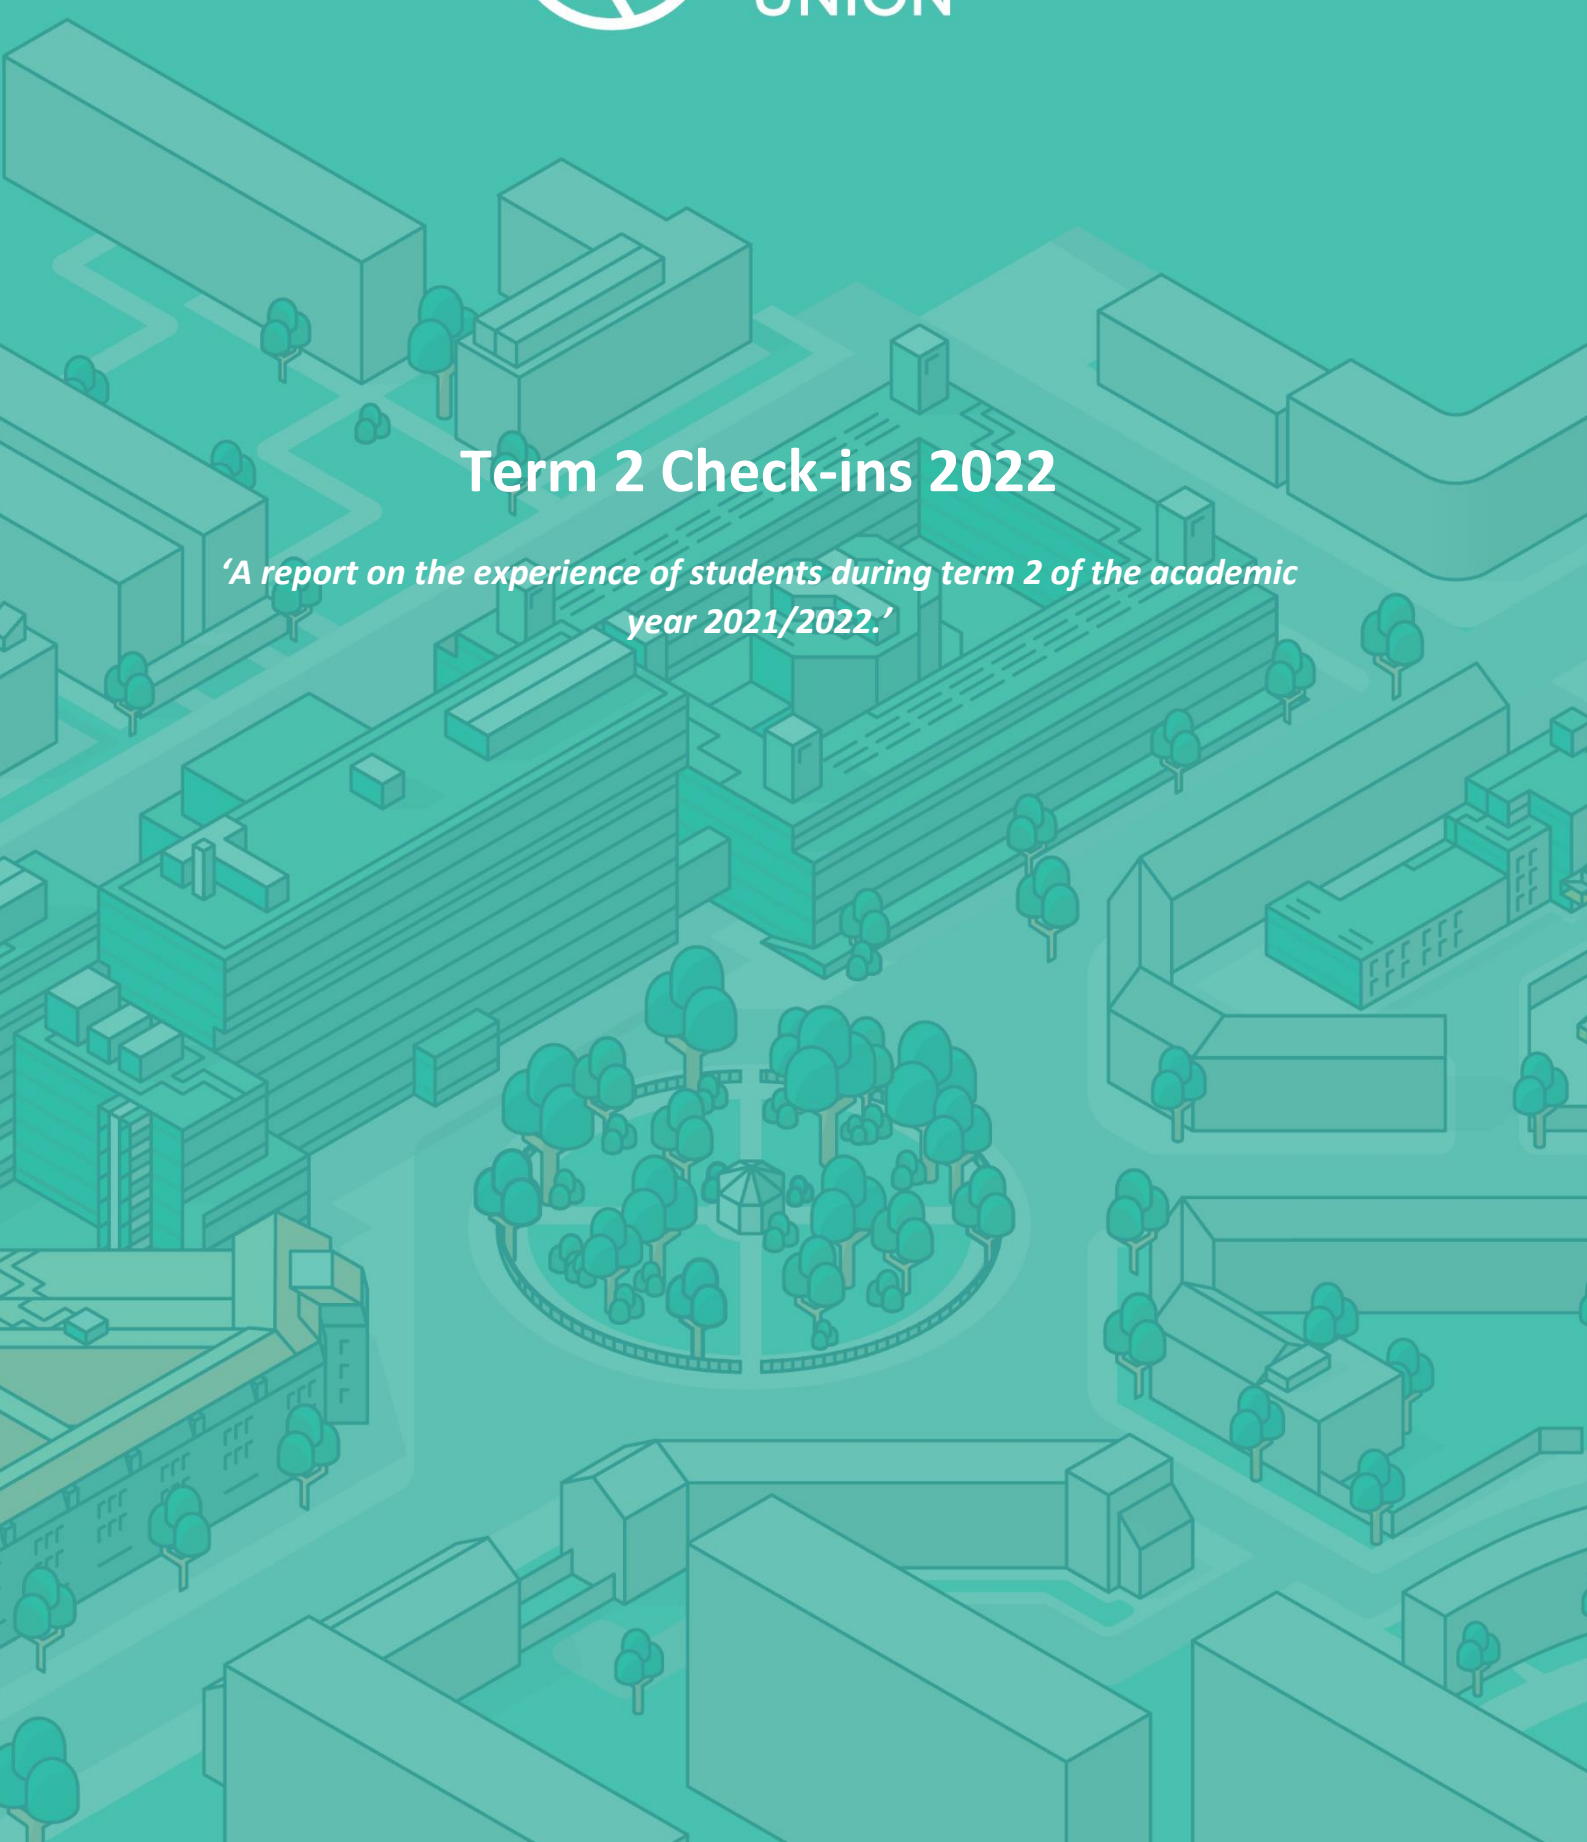 UNION
Term 2 Check-ins 2022
‘A report on the experience of students during term 2 of the academic
year 2021/2022.’